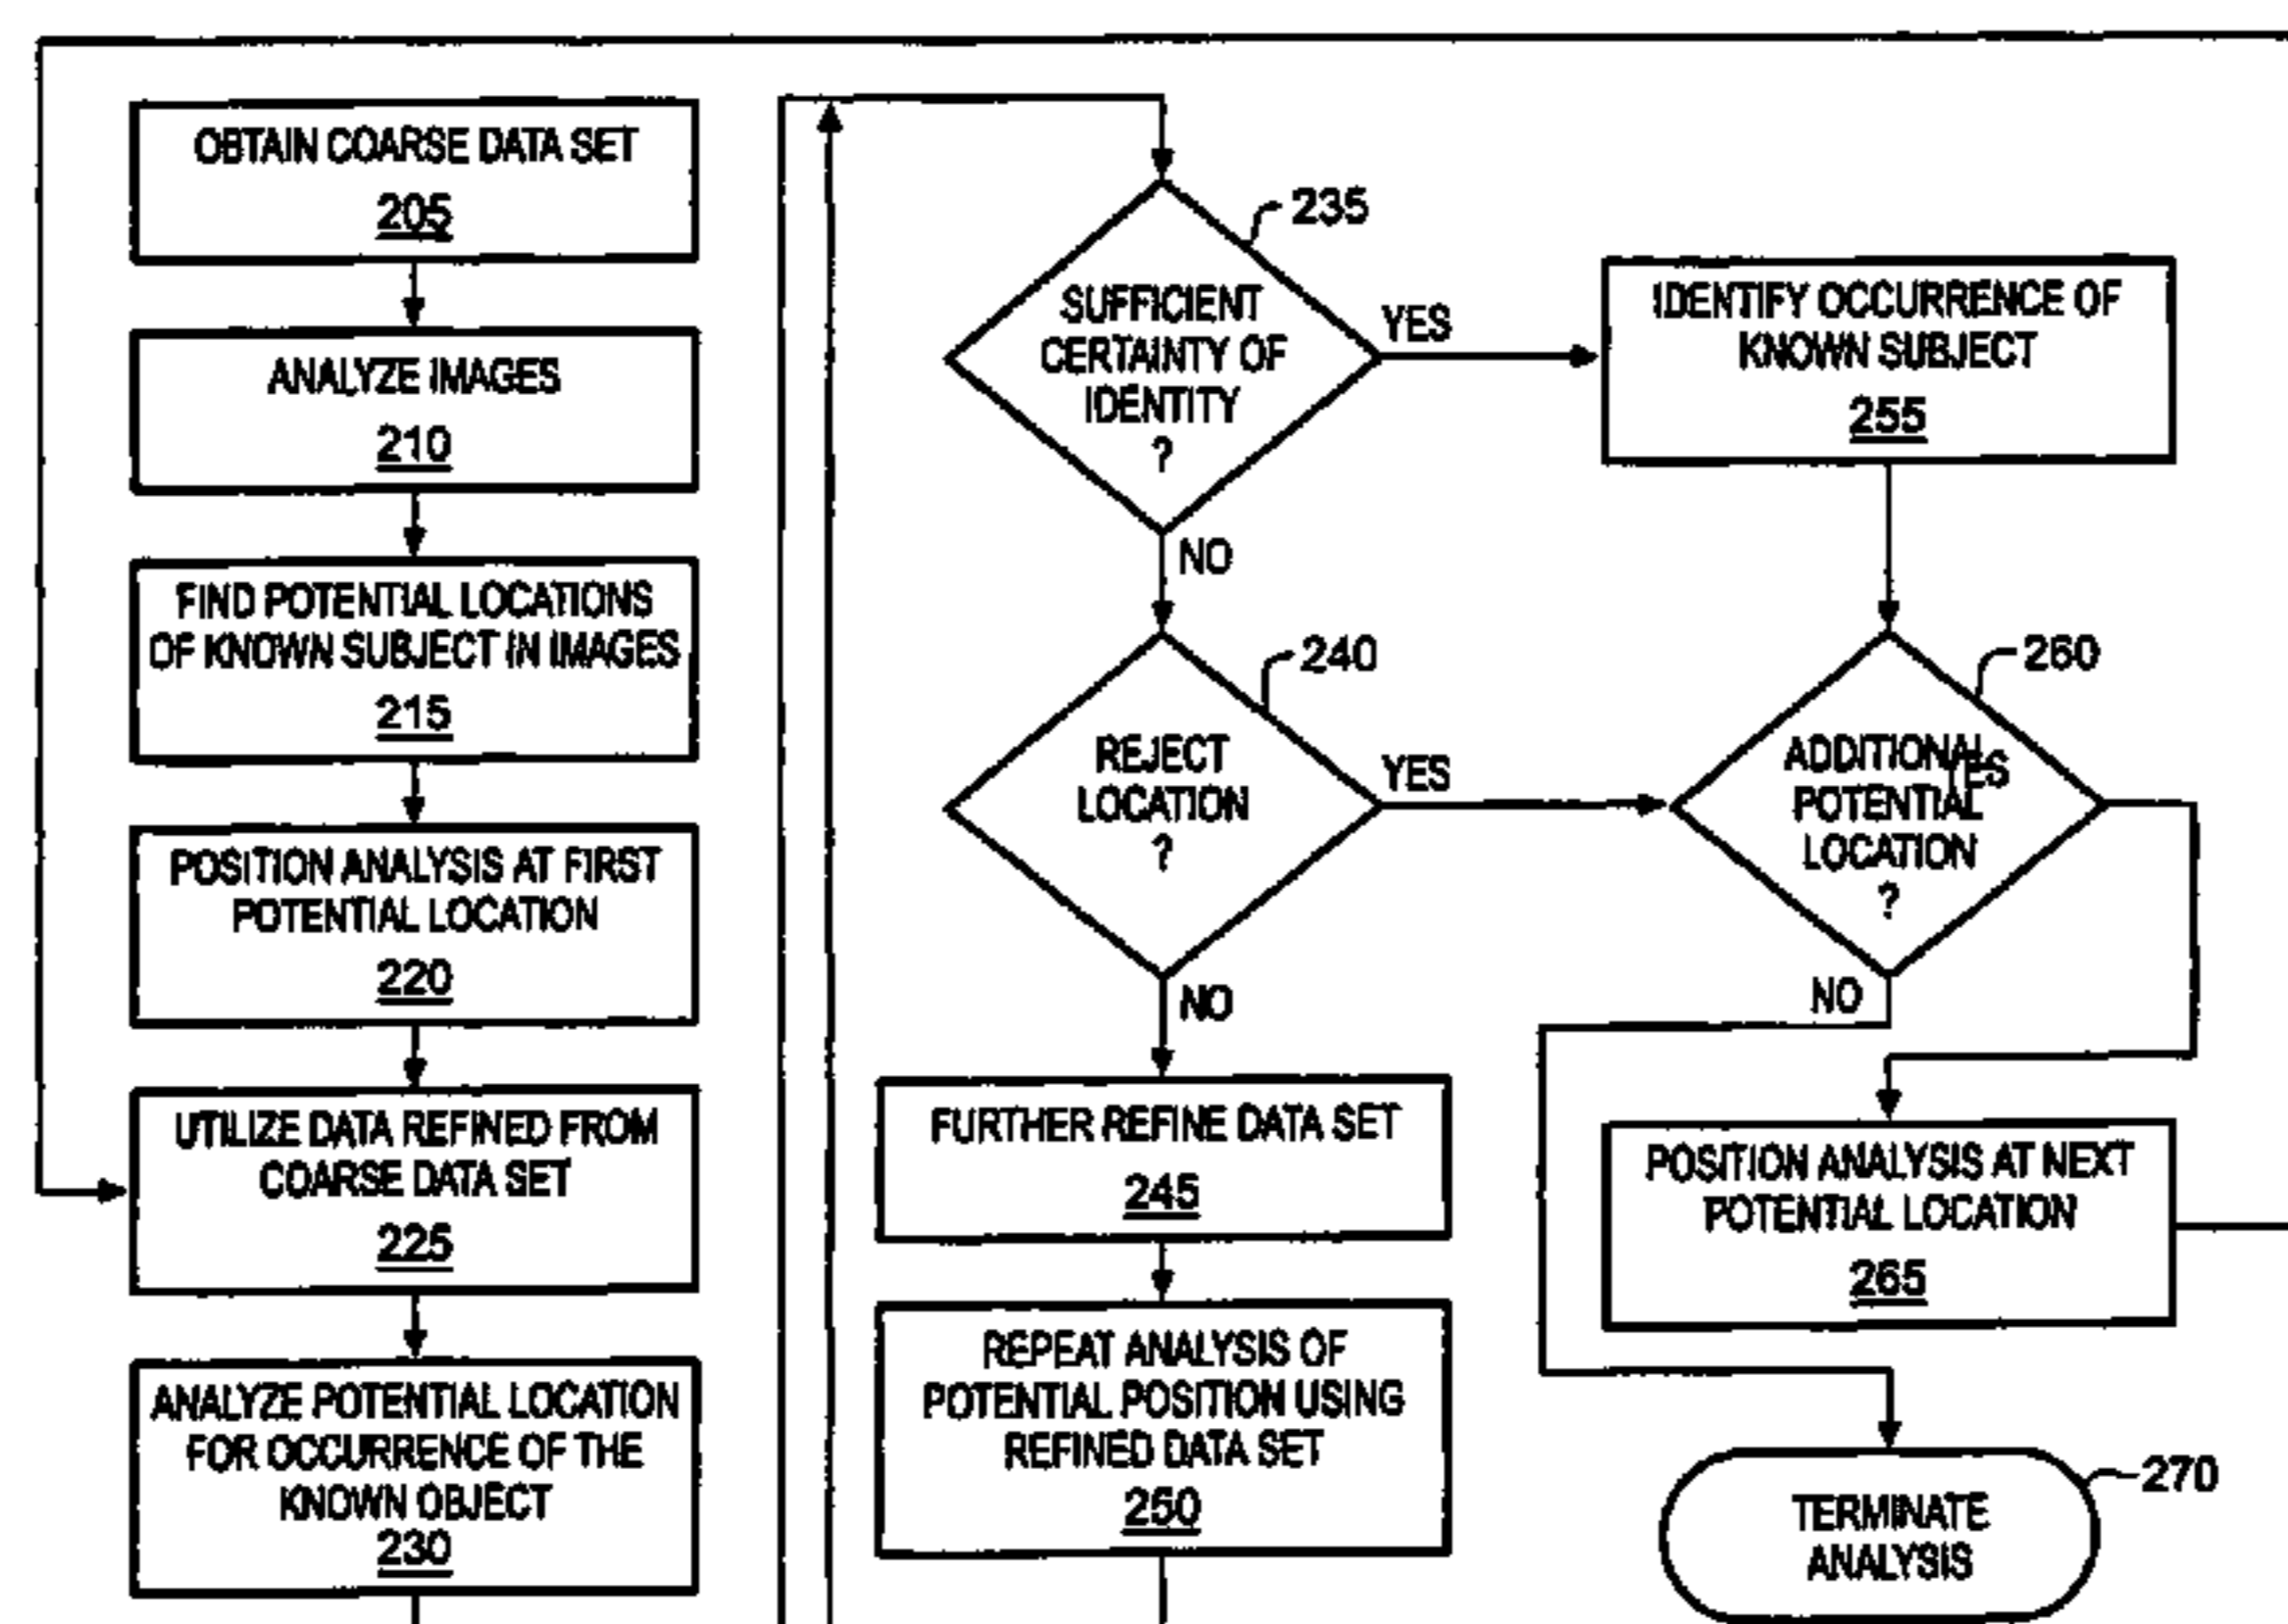 OBTAIN COARSE DATA SET
205
ANALYZE IMAGES
210
FIND POTENTIAL LOCATIONS
OF KNOWN SUBJECT IN IMAGES
215
POSITION ANALYSIS AT FIRST
POTENTIAL LOCATION
220
UTILIZE DATA REFINED FROM
COARSE DATA SET
225
ANALYZE POTENTIAL LOCATION
FOR OCCURRENCE OF THE
KNOWN OBJECT
230
235
SUFFICIENT
CERTAINTY OF
IDENTITY
?
YES
NO
240
REJECT
LOCATION
?
YES
NO
FURTHER REFINE DATA SET
245
REPEAT ANALYSIS OF
POTENTIAL POSITION USING
REFINED DATA SET
250
IDENTIFY OCCURRENCE OF
KNOWN SUBJECT
255
260
ADDITIONAL
YES
POTENTIAL
LOCATION
?
NO
POSITION ANALYSIS AT NEXT
POTENTIAL LOCATION
265
270
TERMINATE
ANALYSIS